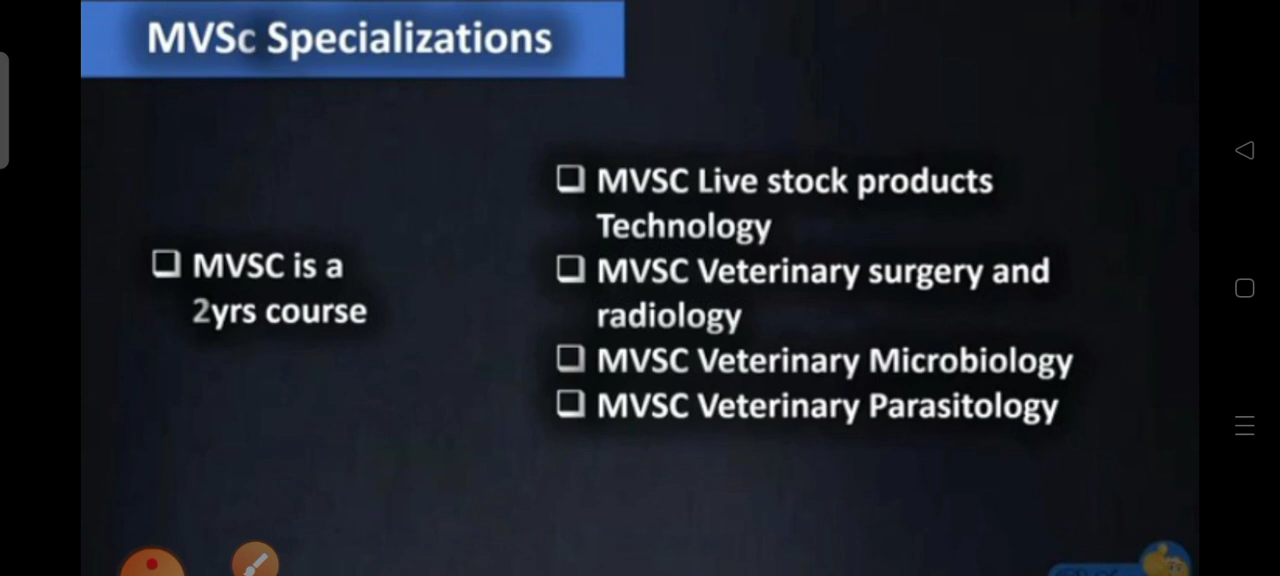 MVSc Specializations
MVSC is a
2yrs course
MVSC Live stock products
Technology
MVSC Veterinary surgery and
radiology
MVSC Veterinary Microbiology
MVSC Veterinary Parasitology